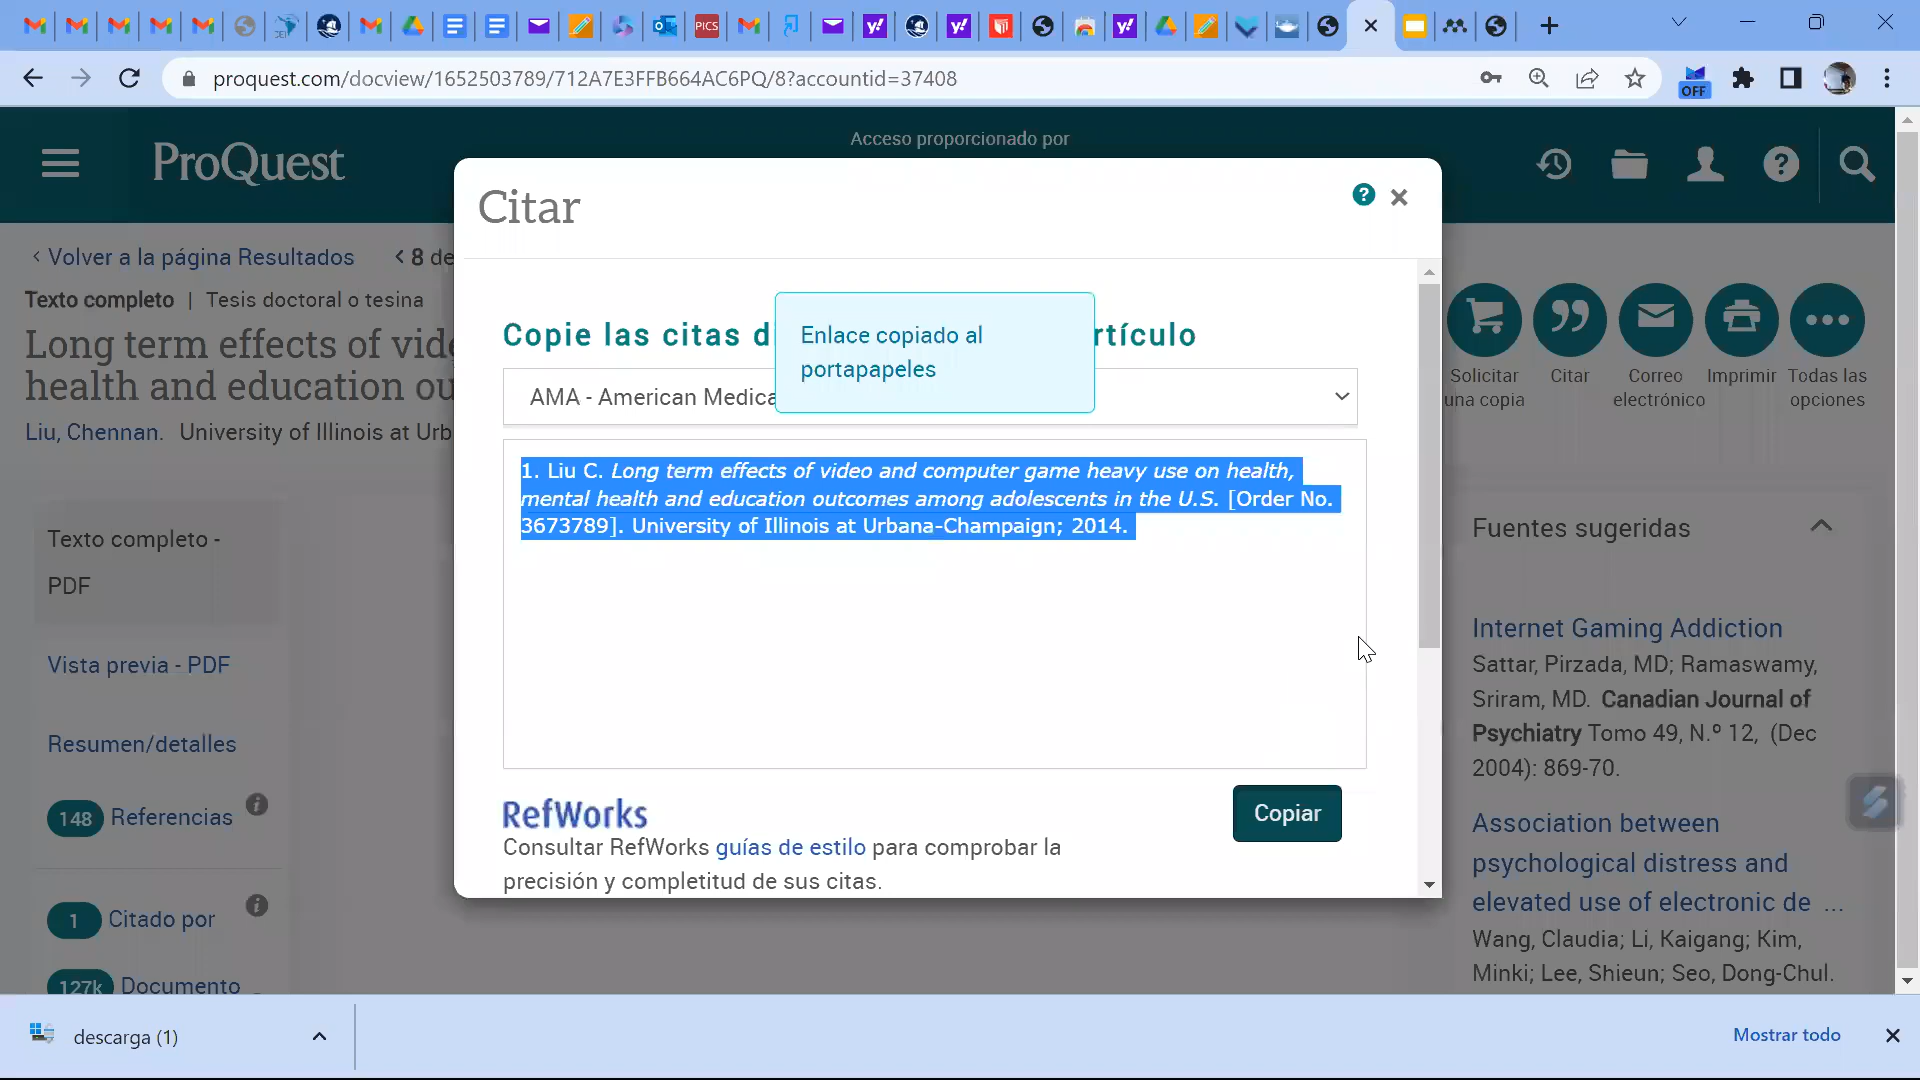 PICS
proquest.com/docview/1652503789/712A7E3FFB664AC6PQ/8?accountid=37408
OFF
Acceso proporcionado por
ProQuest
Citar
‹ Volver a la página Resultados
< 8 de
Texto completo | Tesis doctoral o tesina
Long term effects of vid
health and education ou
Liu, Chennan. University of Illinois at Urb
Copie las citas d
rtículo
Enlace copiado al
portapapeles
AMA - American Medica
1. Liu C. Long term effects of video and computer game heavy use on health,
mental health and education outcomes among adolescents in the U.S. [Order No.
3673789]. University of Illinois at Urbana-Champaign; 2014.
Solicitar
una copia
Citar
Correo
electrónico
Imprimir
Todas las
opciones
Texto completo -
PDF
Vista previa - PDF
Resumen/detalles
148 Referencias
1 Citado por
127k Documento
RefWorks
Consultar RefWorks guías de estilo para comprobar la
precisión y completitud de sus citas.
Copiar
Fuentes sugeridas
Internet Gaming Addiction
Sattar, Pirzada, MD; Ramaswamy,
Sriram, MD. Canadian Journal of
Psychiatry Tomo 49, N.º 12, (Dec
2004): 869-70.
Association between
psychological distress and
elevated use of electronic de ...
Wang, Claudia; Li, Kaigang; Kim,
Minki; Lee, Shieun; Seo, Dong-Chul.
descarga (1)
Mostrar todo